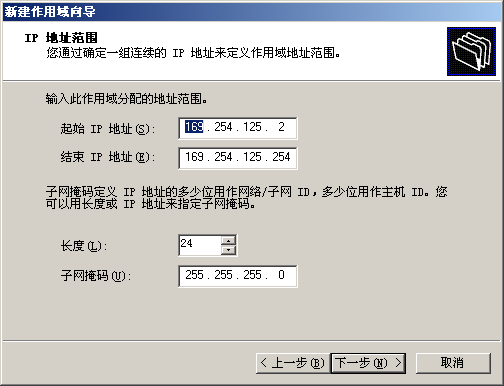 新建作用域向导
IP 地址范围
您通过确定一组连续的 IP 地址来定义作用域地址范围。
输入此作用域分配的地址范围。
起始 IP 地址(S): 169 . 254 . 125 . 2
结束 IP 地址(E): 169 . 254 . 125 . 254
子网掩码定义 IP 地址的多少位用作网络/子网 ID，多少位用作主机 ID。您
可以用长度或 IP 地址来指定子网掩码。
长度(L): 24
子网掩码(U): 255 . 255 . 255 . 0
< 上一步(B) 下一步(N) > 取消